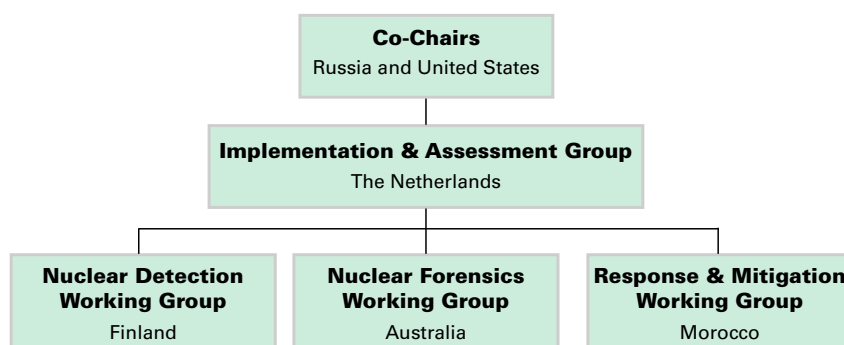 Co-Chairs
Russia and United States
Implementation & Assessment Group
The Netherlands
Nuclear Detection
Working Group
Finland
Nuclear Forensics
Working Group
Australia
Response & Mitigation
Working Group
Morocco